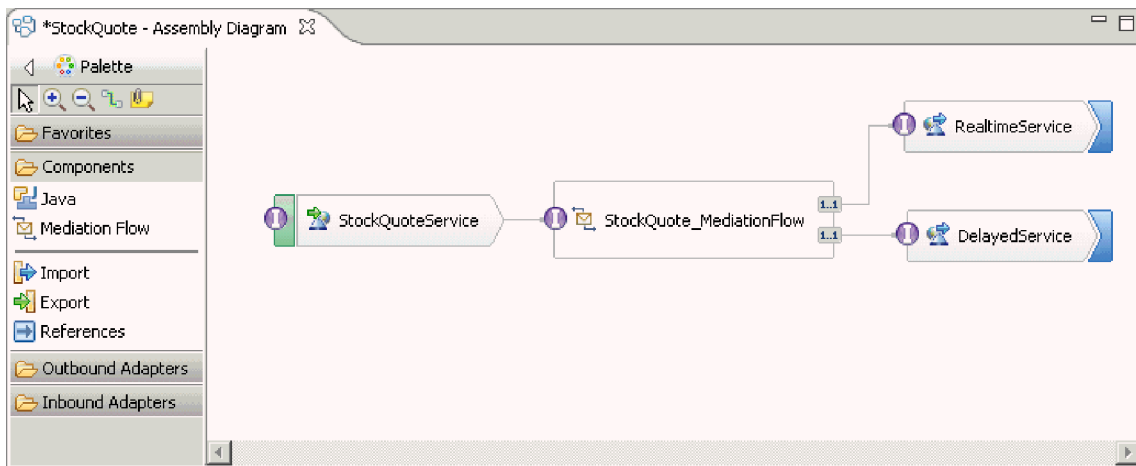 *StockQuote - Assembly Diagram
Palette
Favorites
Components
Java
Mediation Flow
Import
Export
References
Outbound Adapters
Inbound Adapters
StockQuoteService
StockQuote_MediationFlow
1..1
1..1
RealtimeService
DelayedService